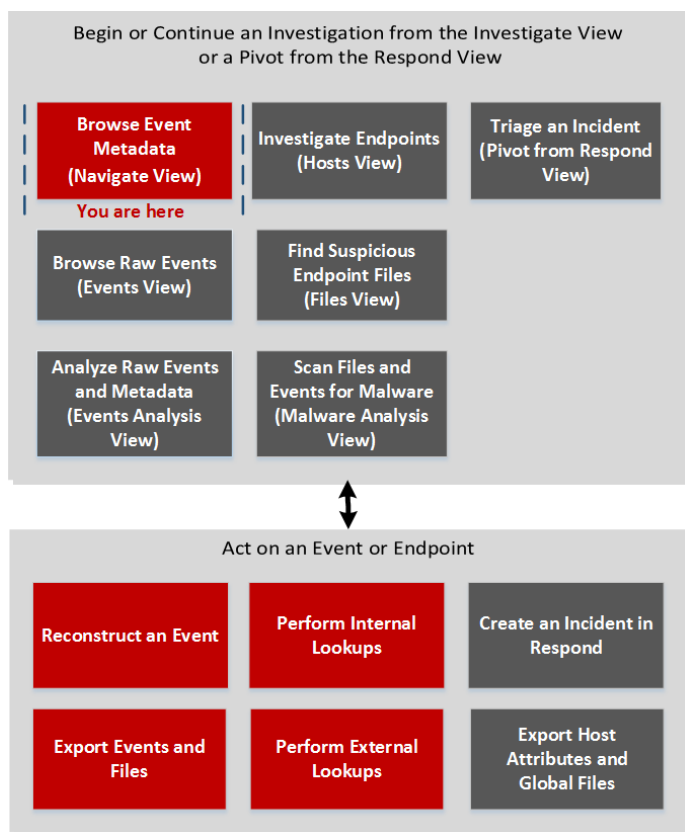 Begin or Continue an Investigation from the Investigate View
or a Pivot from the Respond View
Browse Event
Metadata
(Navigate View)
You are here
Investigate Endpoints
(Hosts View)
Triage an Incident
(Pivot from Respond
View)
Browse Raw Events
(Events View)
Find Suspicious
Endpoint Files
(Files View)
Analyze Raw Events
and Metadata
(Events Analysis
View)
Scan Files and
Events for Malware
(Malware Analysis
View)
Act on an Event or Endpoint
Reconstruct an Event
Perform Internal
Lookups
Create an Incident in
Respond
Export Events and
Files
Perform External
Lookups
Export Host
Attributes and
Global Files